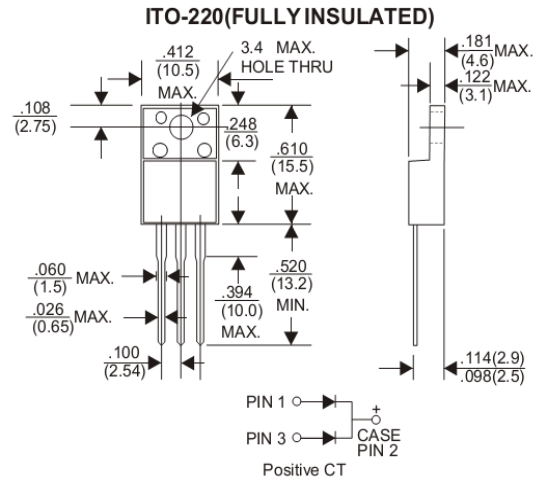 ITO-220(FULLY INSULATED)
.412
(10.5)
MAX.
3.4 MAX.
HOLE THRU
.181
(4.6)
MAX.
.122
(3.1)
MAX.
.108
(2.75)
.248
(6.3)
.610
(15.5)
MAX.
.060
(1.5)
MAX.
.026
(0.65)
MAX.
.394
(10.0)
MAX.
.520
(13.2)
MIN.
.100
(2.54)
.114(2.9)
.098(2.5)
PIN 1
+
PIN 3
CASE
PIN 2
Positive CT